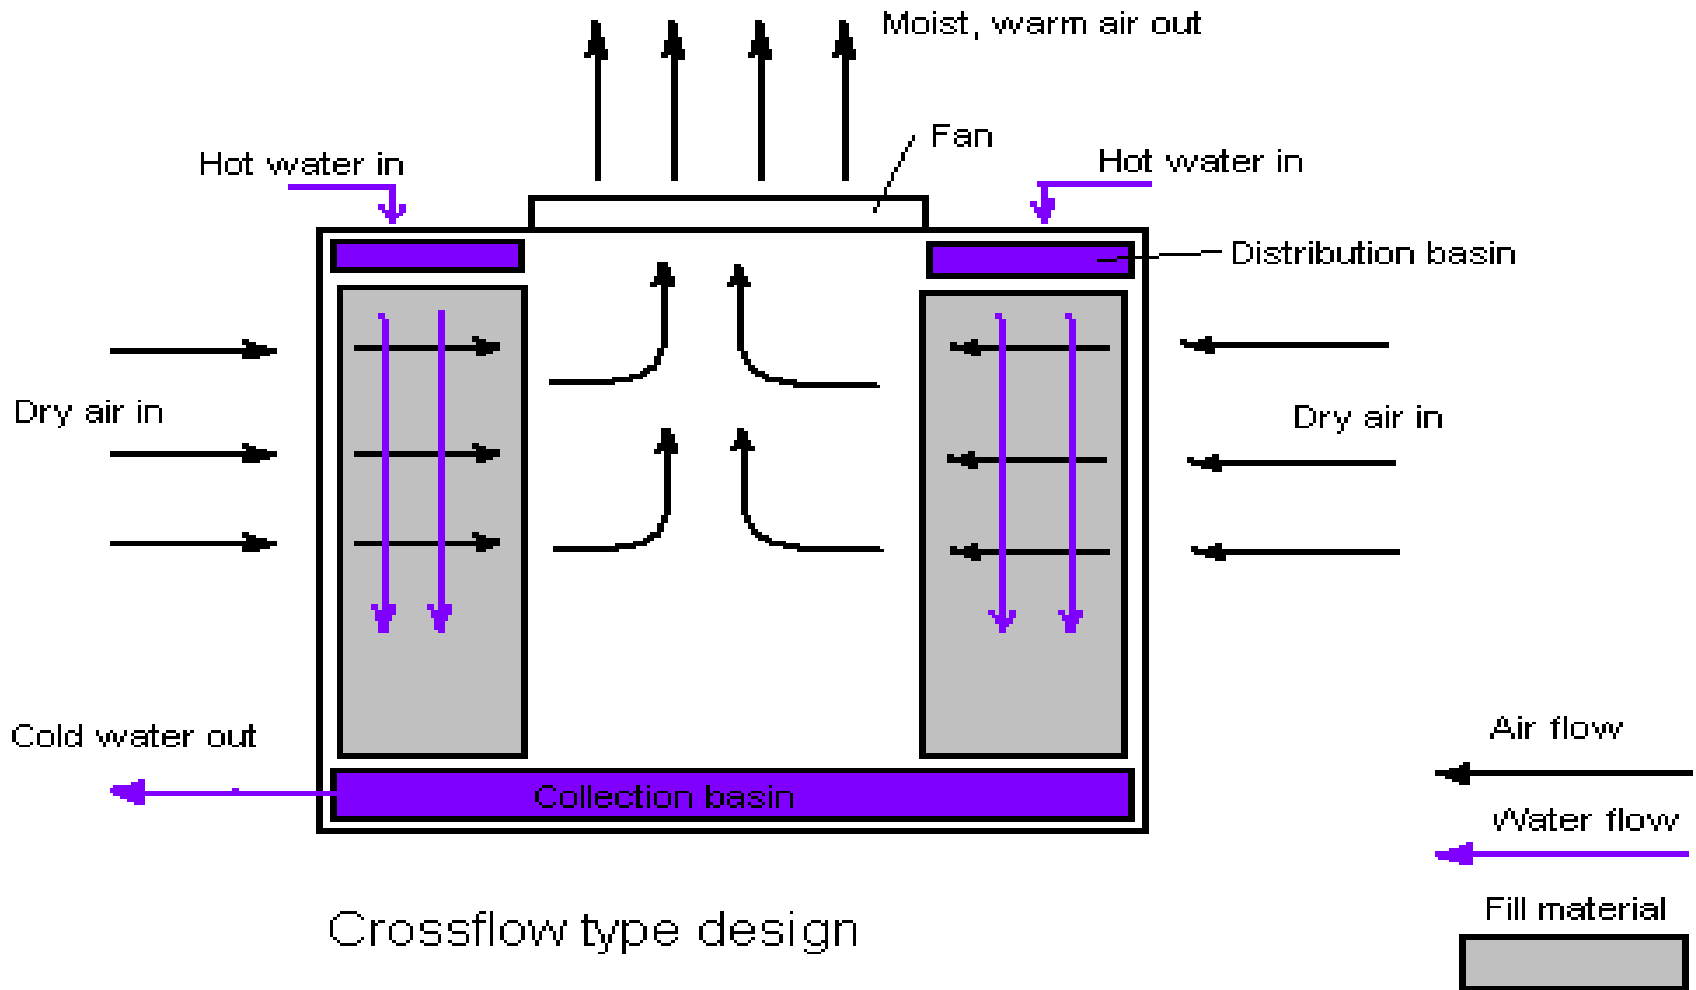 Moist, warm air out
Fan
Hot water in
Hot water in
Distribution basin
Dry air in
Dry air in
Cold water out
Collection basin
Air flow
Water flow
Fill material
Crossflow type design